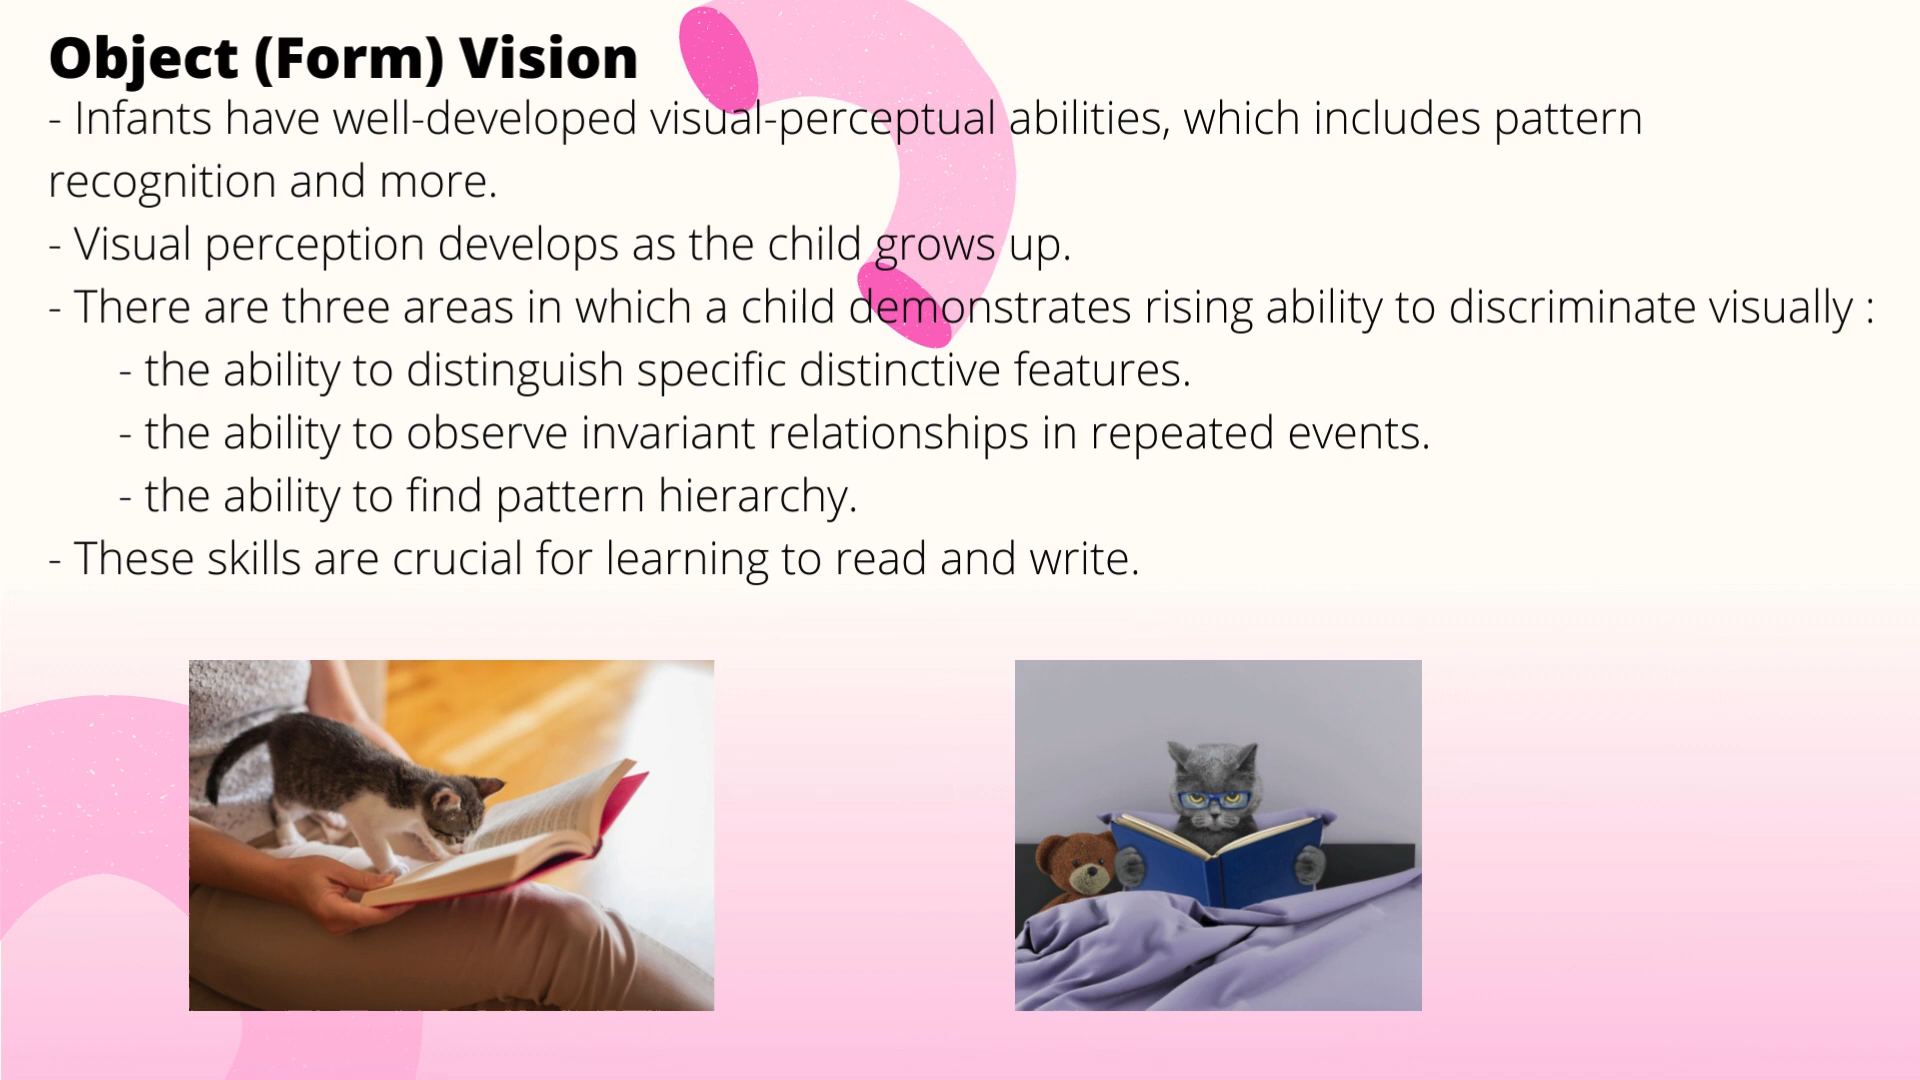 Object (Form) Vision
- Infants have well-developed visual-perceptual abilities, which includes pattern
recognition and more.
- Visual perception develops as the child grows up.
- There are three areas in which a child demonstrates rising ability to discriminate visually :
- the ability to distinguish specific distinctive features.
- the ability to observe invariant relationships in repeated events.
- the ability to find pattern hierarchy.
- These skills are crucial for learning to read and write.